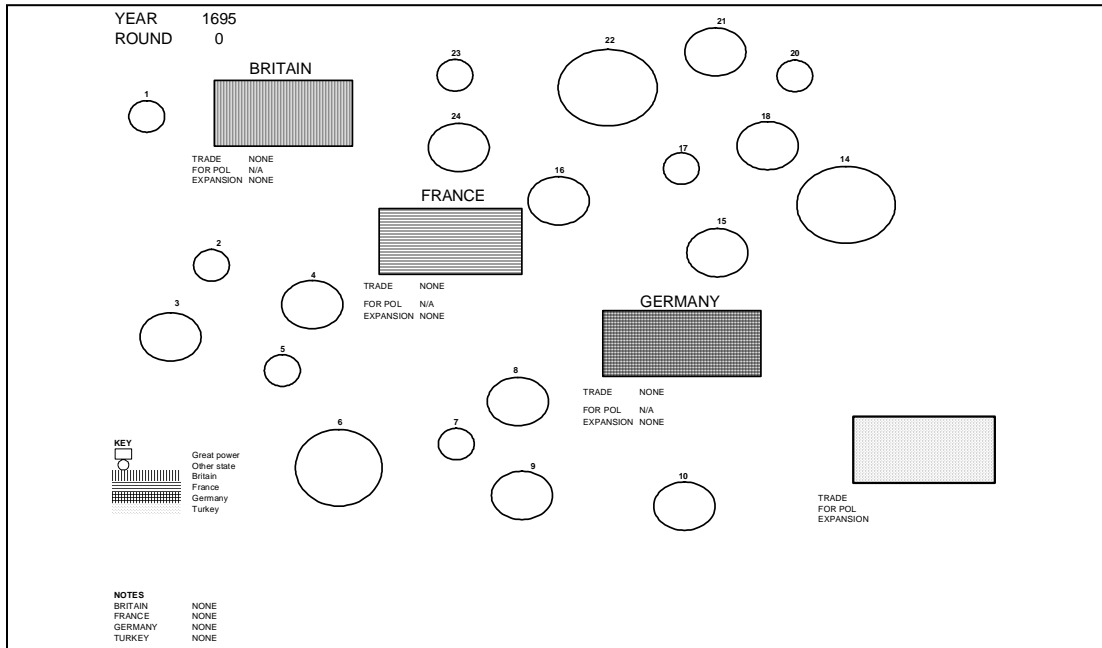 YEAR 1695
ROUND 0
21
22
23
20
BRITAIN
1
24
18
17
14
16
TRADE NONE
FOR POL N/A
EXPANSION NONE
FRANCE
15
2
4
TRADE NONE
FOR POL N/A
EXPANSION NONE
3
GERMANY
5
8
TRADE NONE
FOR POL N/A
EXPANSION NONE
6
7
KEY
Great power
Other state
Britain
France
Germany
Turkey
9
10
TRADE
FOR POL
EXPANSION
NOTES
BRITAIN NONE
FRANCE NONE
GERMANY NONE
TURKEY NONE